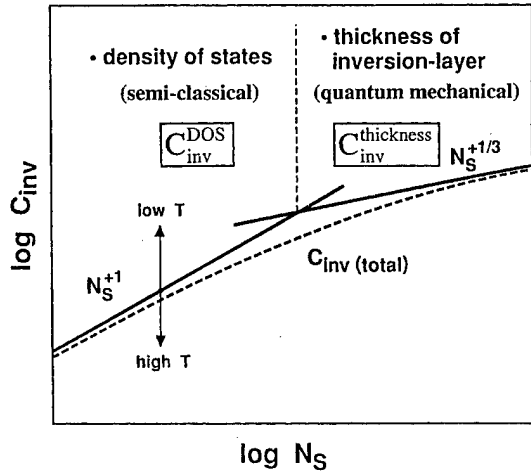 • density of states
(semi-classical)
C_inv^DOS
• thickness of
inversion-layer
(quantum mechanical)
C_inv^thickness
N_S^+1/3
low T
N_S^+1
high T
C_inv (total)
log C_inv
log N_S